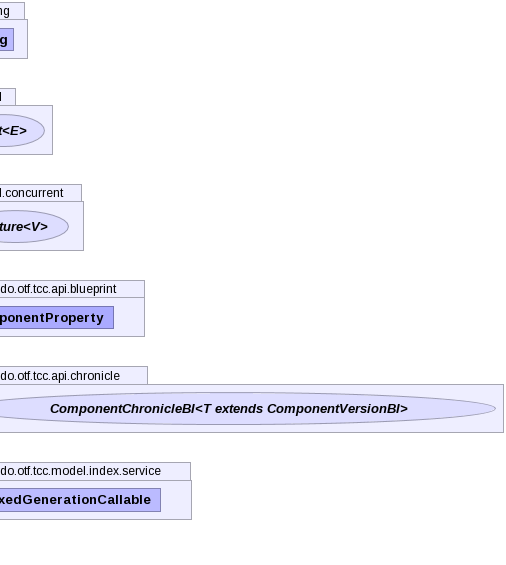 ng
g
l
t<E>
l.concurrent
ture<V>
do.otf.tcc.api.blueprint
ponentProperty
do.otf.tcc.api.chronicle
ComponentChronicleBI<T extends ComponentVersionBI>
do.otf.tcc.model.index.service
xedGenerationCallable